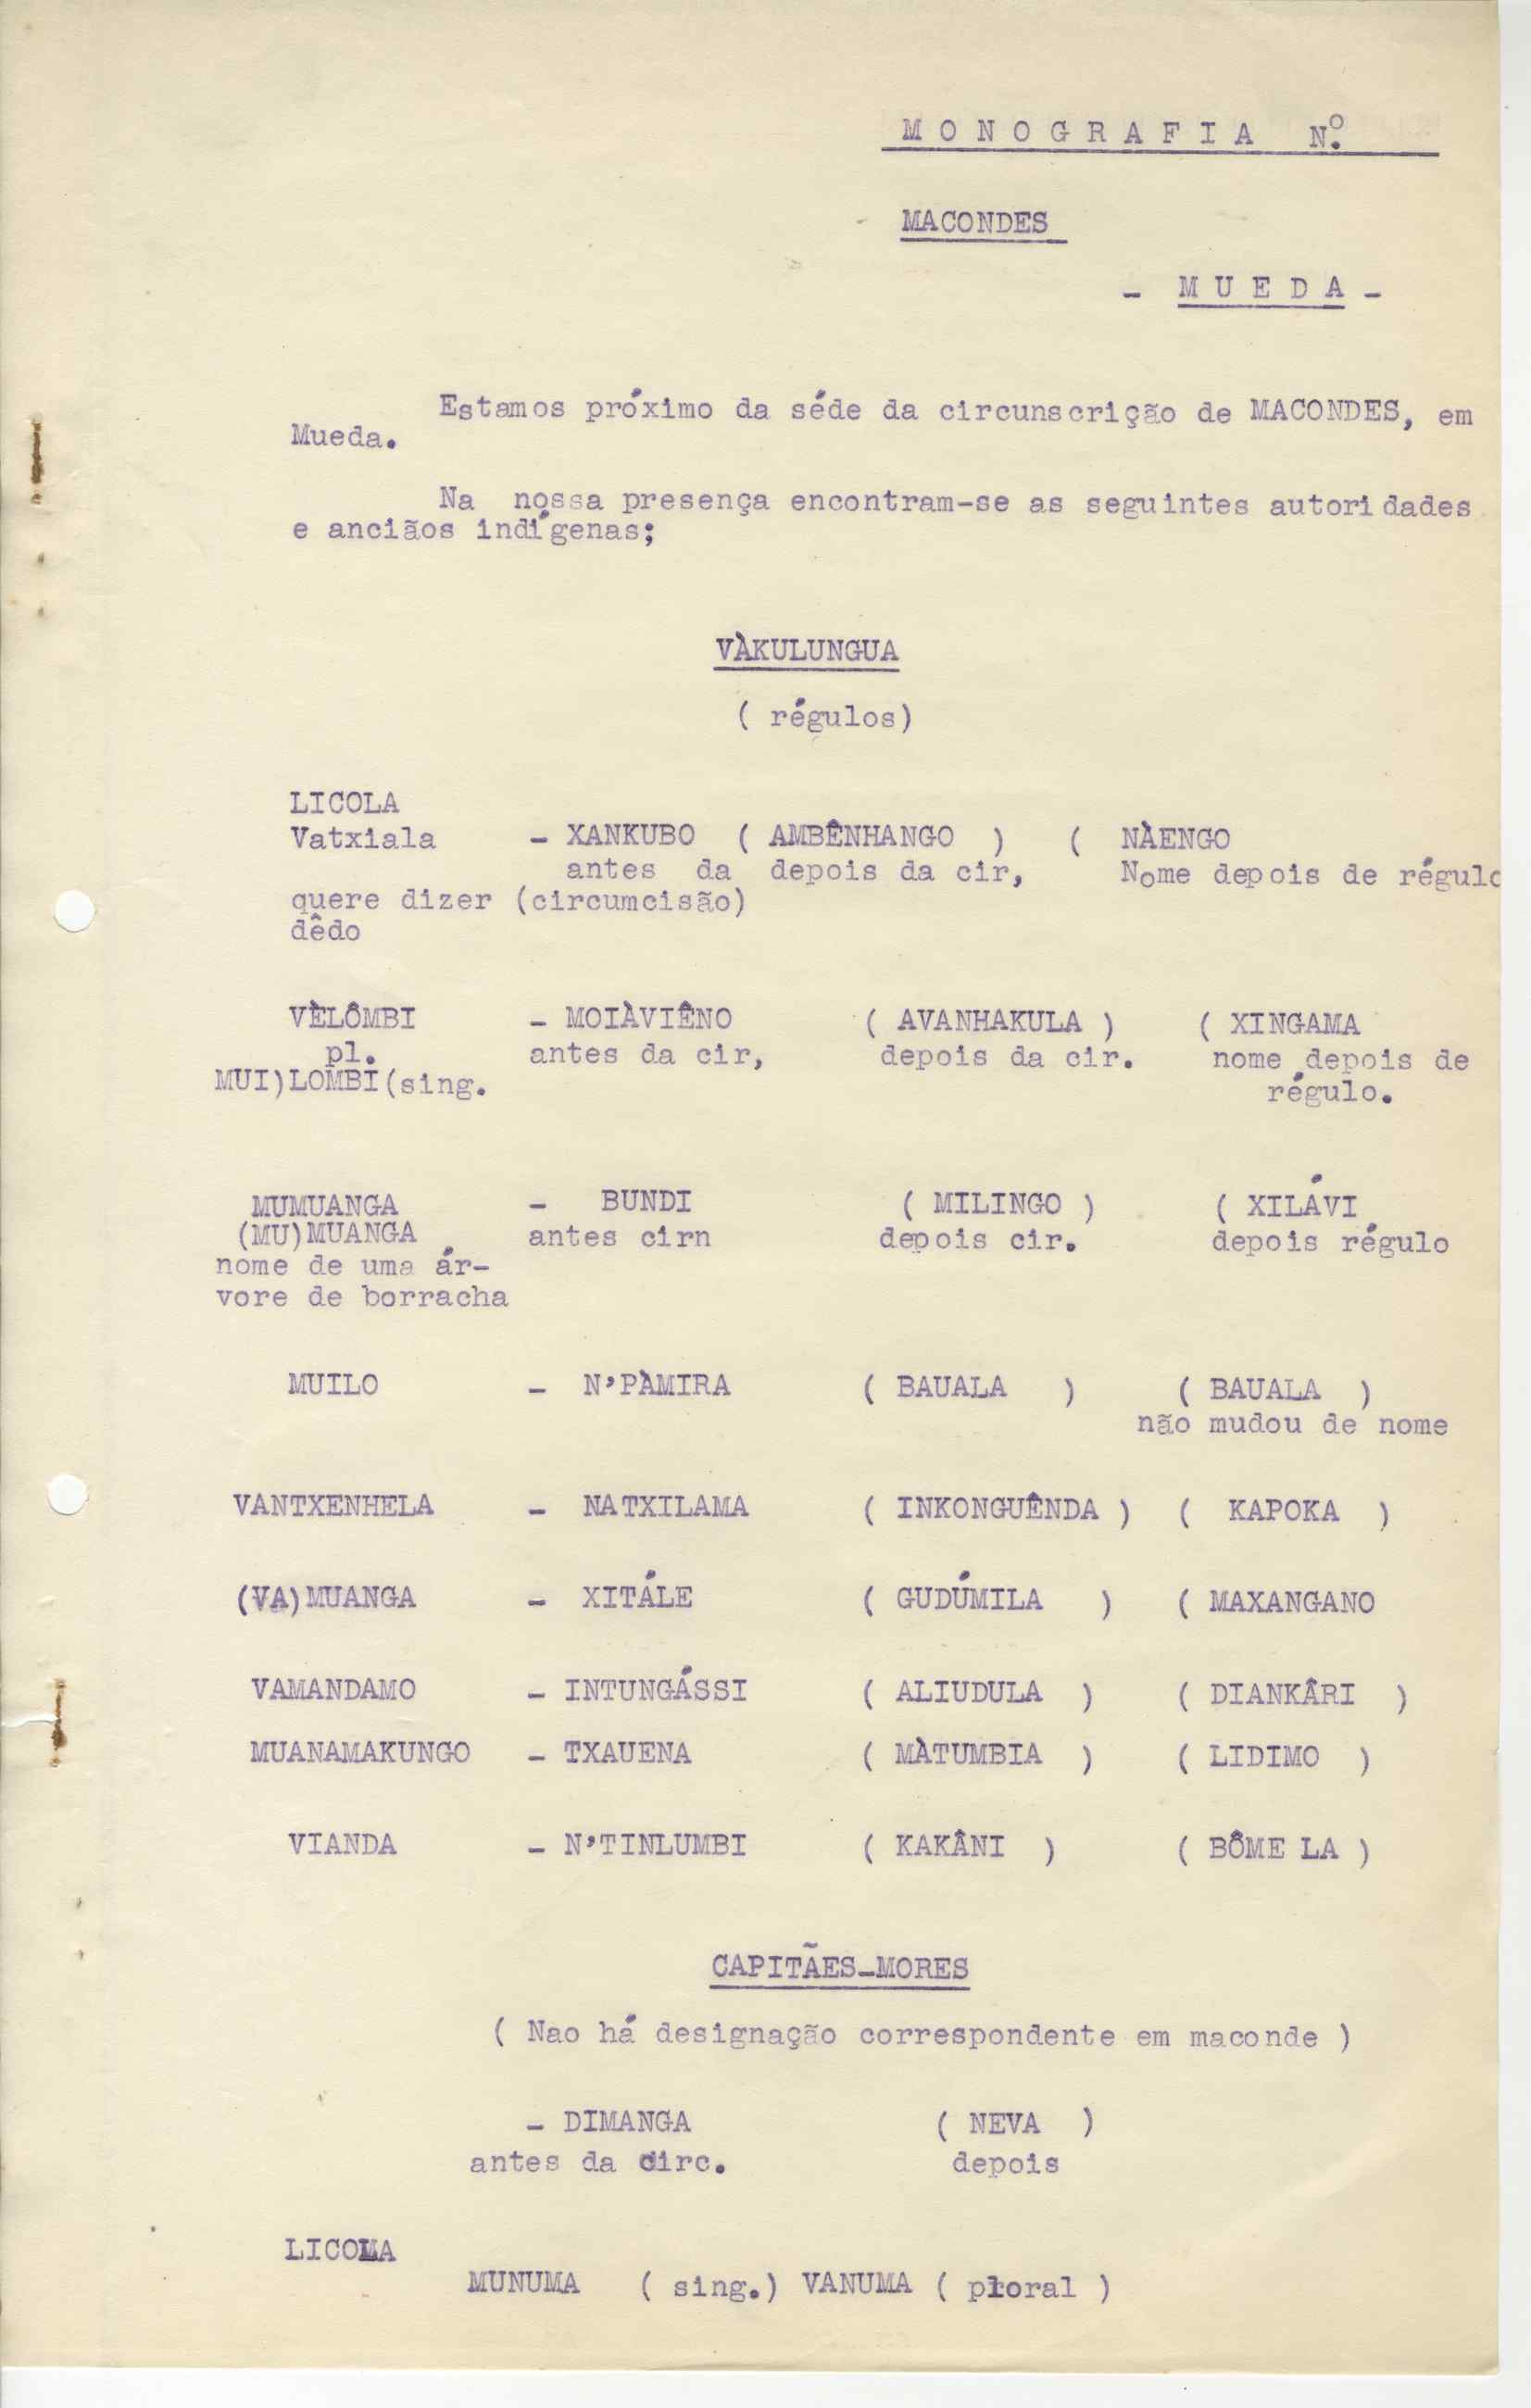 MONOGRAFIA Nº.
MACONDES
- MUEDA -
Estamos próximo da séde da circunscrição de MACONDES, em
Mueda.
Na nossa presença encontram-se as seguintes autoridades
e anciãos indígenas;
VÀKULUNGUA
( régulos)
LICOLA
Vatxiala - XANKUBO ( AMBÊNHANGO ) ( NÀENGO
antes da depois da cir, Nome depois de régulo
quere dizer (circumcisão)
dêdo
VÈLÔMBI - MOIÀVIÊNO ( AVANHAKULA ) ( XINGAMA
pl. antes da cir, depois da cir. nome depois de
MUI)LOMBI(sing. régulo.
MUMUANGA - BUNDI ( MILINGO ) ( XILÁVI
(MU)MUANGA antes cirn depois cir. depois régulo
nome de uma ár-
vore de borracha
MUILO - N'PÀMIRA ( BAUALA ) ( BAUALA )
não mudou de nome
VANTXENHELA - NATXILAMA ( INKONGUÊNDA ) ( KAPOKA )
(VA)MUANGA - XITÁLE ( GUDÚMILA ) ( MAXANGANO
VAMANDAMO - INTUNGÁSSI ( ALIUDULA ) ( DIANKÂRI )
MUANAMAKUNGO - TXAUENA ( MÀTUMBIA ) ( LIDIMO )
VIANDA - N'TINLUMBI ( KAKÂNI ) ( BÔME LA )
CAPITÃES-MORES
( Nao há designação correspondente em maconde )
- DIMANGA ( NEVA )
antes da circ. depois
LICOLA
MUNUMA ( sing.) VANUMA ( ploral )